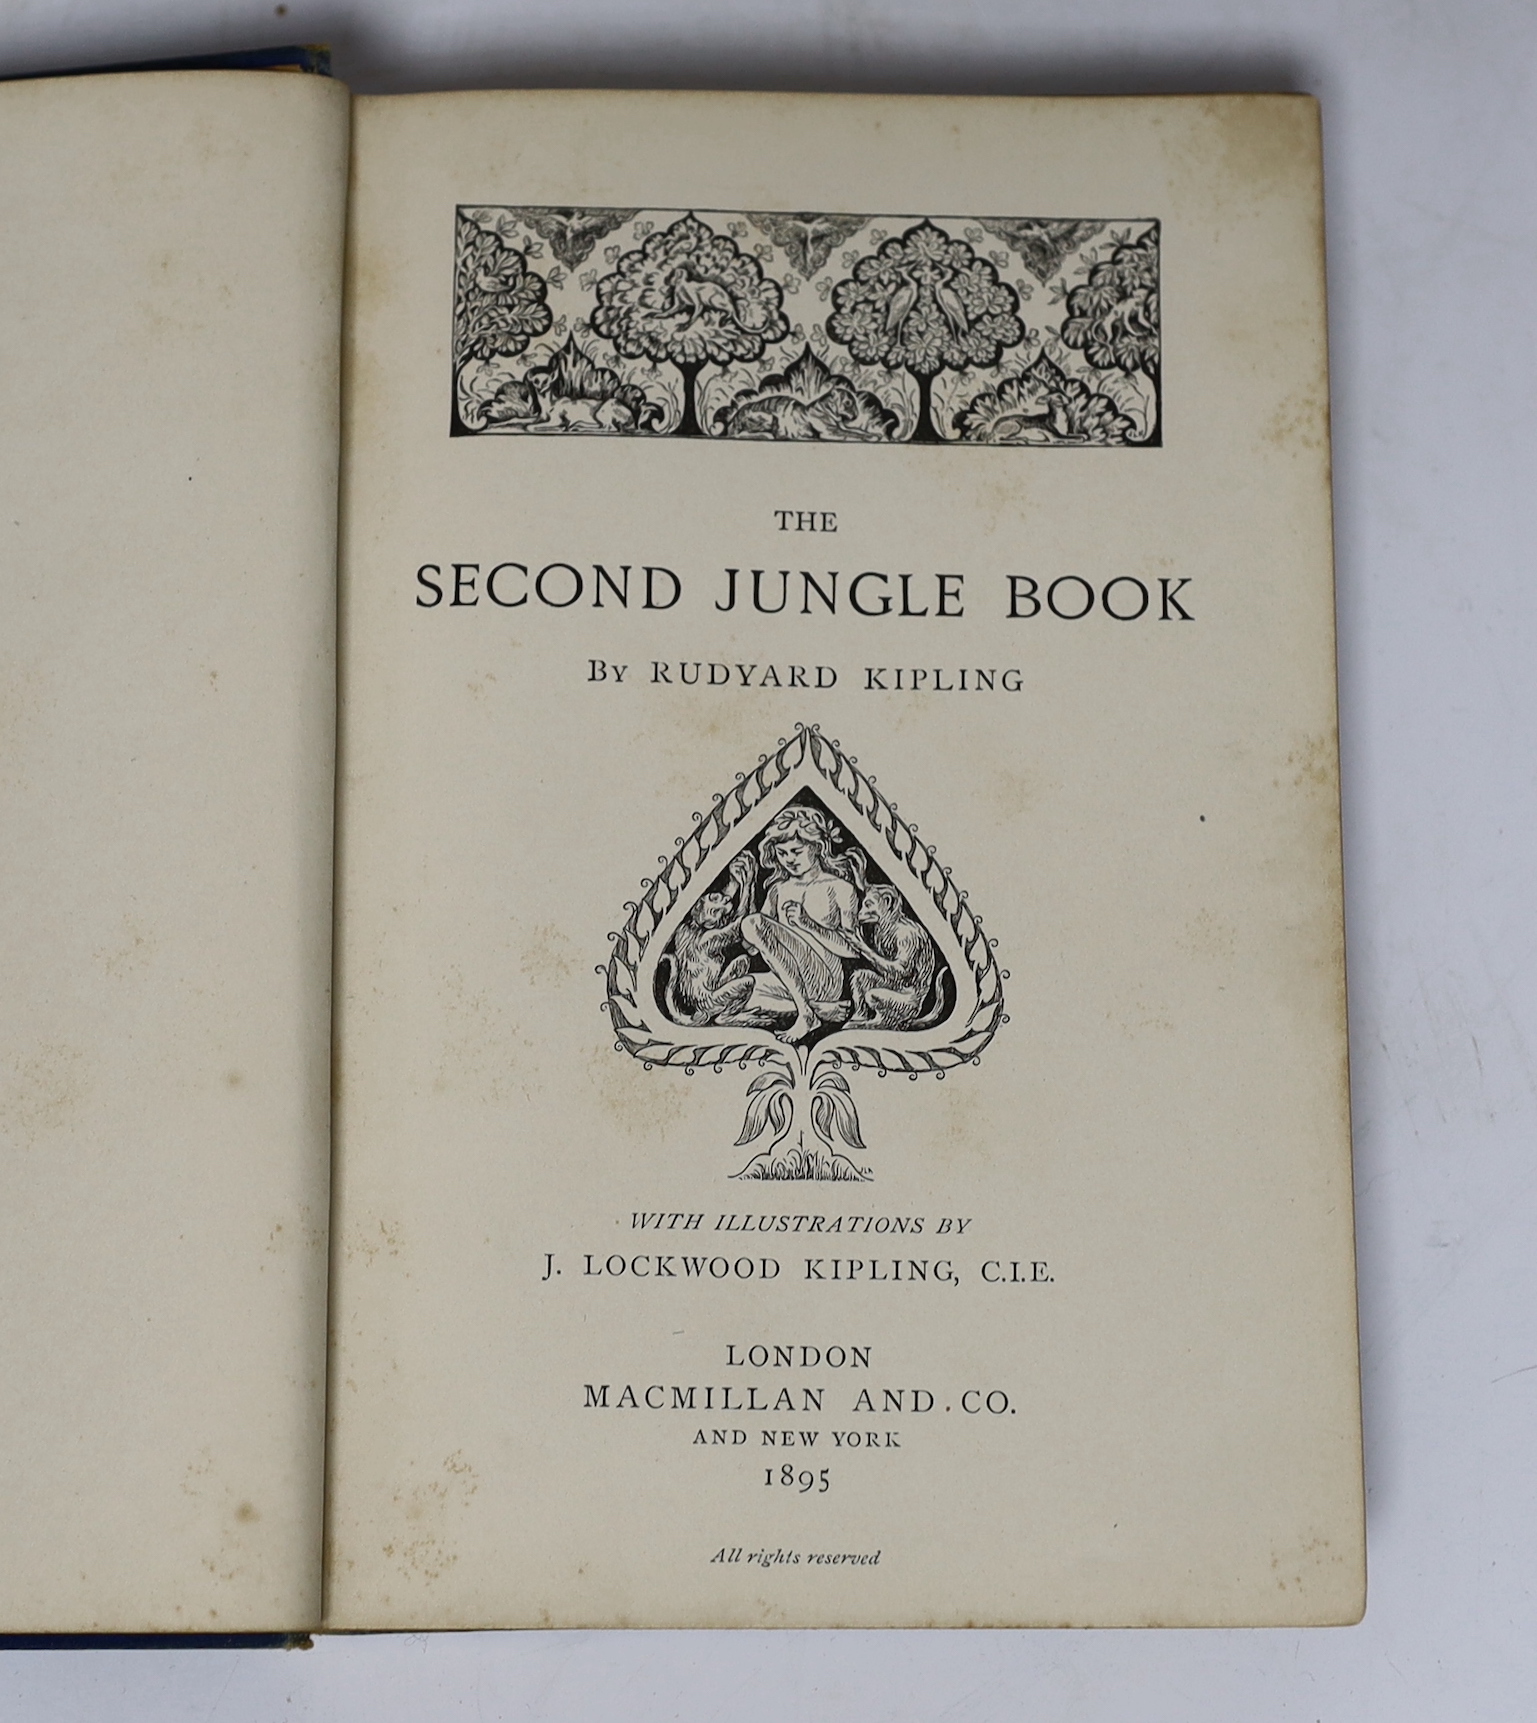 THE
SECOND JUNGLE BOOK
By RUDYARD KIPLING
WITH ILLUSTRATIONS BY
J. LOCKWOOD KIPLING, C.I.E.
LONDON
MACMILLAN AND . CO.
AND NEW YORK
1895
All rights reserved